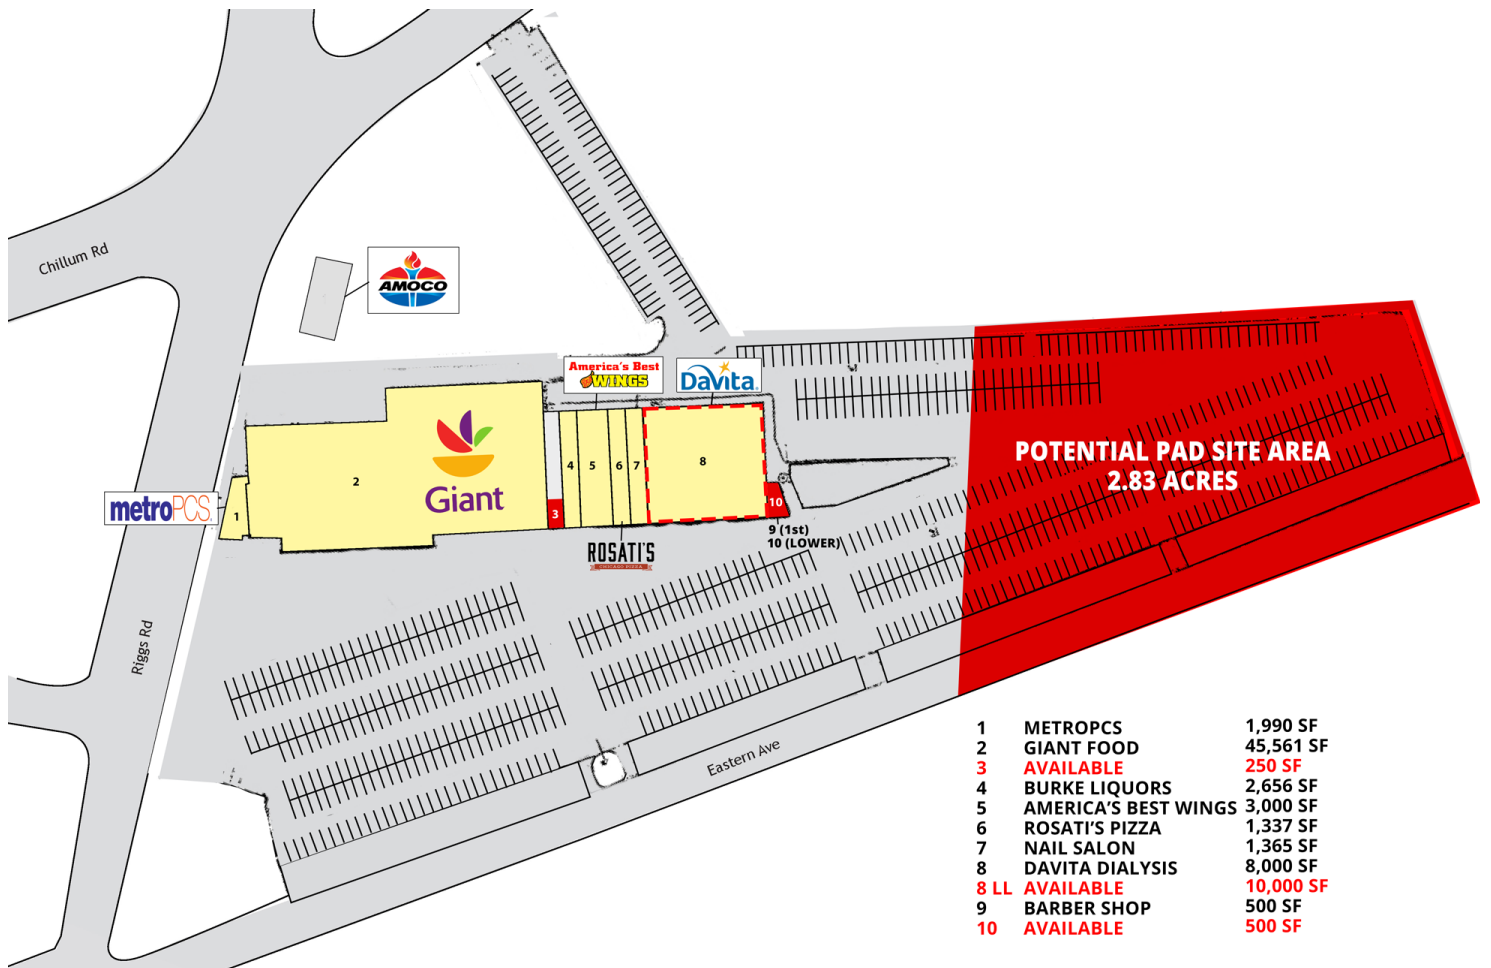 Chillum Rd
AMOCO
America's Best
WINGS
DaVita.
POTENTIAL PAD SITE AREA
2.83 ACRES
Giant
metroPCS.
1
2
3
4
5
6
7
8
10
9 (1st)
10 (LOWER)
ROSATI'S
CHICAGO PIZZA
Riggs Rd
Eastern Ave
1 METROPCS 1,990 SF
2 GIANT FOOD 45,561 SF
3 AVAILABLE 250 SF
4 BURKE LIQUORS 2,656 SF
5 AMERICA'S BEST WINGS 3,000 SF
6 ROSATI'S PIZZA 1,337 SF
7 NAIL SALON 1,365 SF
8 DAVITA DIALYSIS 8,000 SF
8 LL AVAILABLE 10,000 SF
9 BARBER SHOP 500 SF
10 AVAILABLE 500 SF